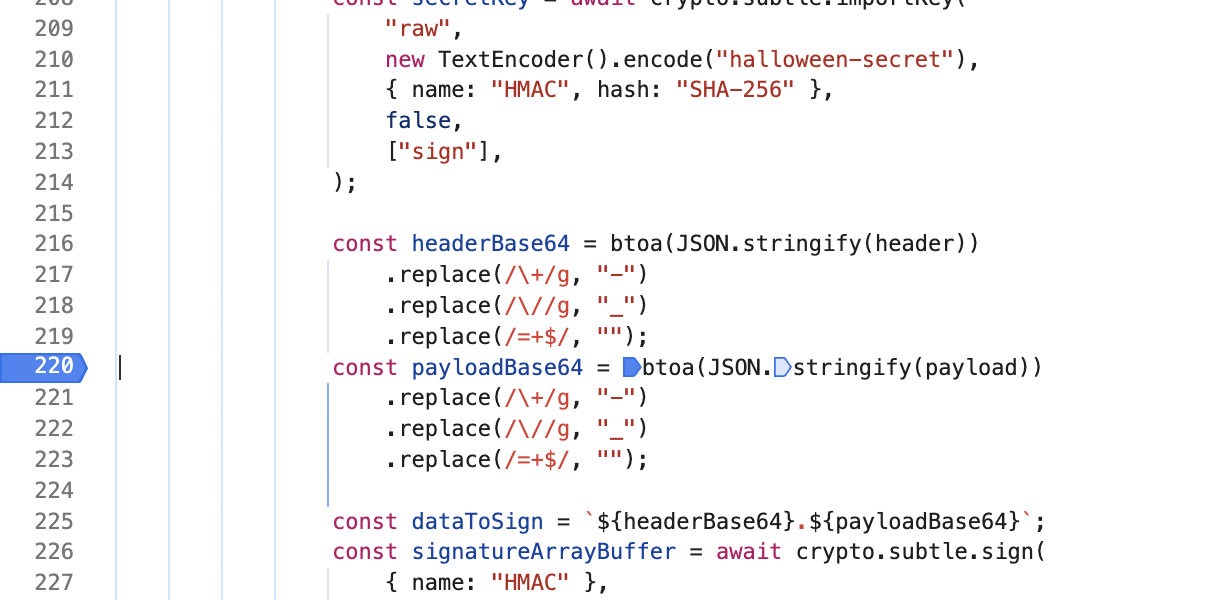 208 const secretKey = await crypto.subtle.importKey(
209 "raw",
210 new TextEncoder().encode("halloween-secret"),
211 { name: "HMAC", hash: "SHA-256" },
212 false,
213 ["sign"],
214 );
215
216 const headerBase64 = btoa(JSON.stringify(header))
217 .replace(/\+/g, "-")
218 .replace(/\//g, "_")
219 .replace(/=+$/, "");
220 const payloadBase64 = btoa(JSON.stringify(payload))
221 .replace(/\+/g, "-")
222 .replace(/\//g, "_")
223 .replace(/=+$/, "");
224
225 const dataToSign = `${headerBase64}.${payloadBase64}`;
226 const signatureArrayBuffer = await crypto.subtle.sign(
227 { name: "HMAC" },